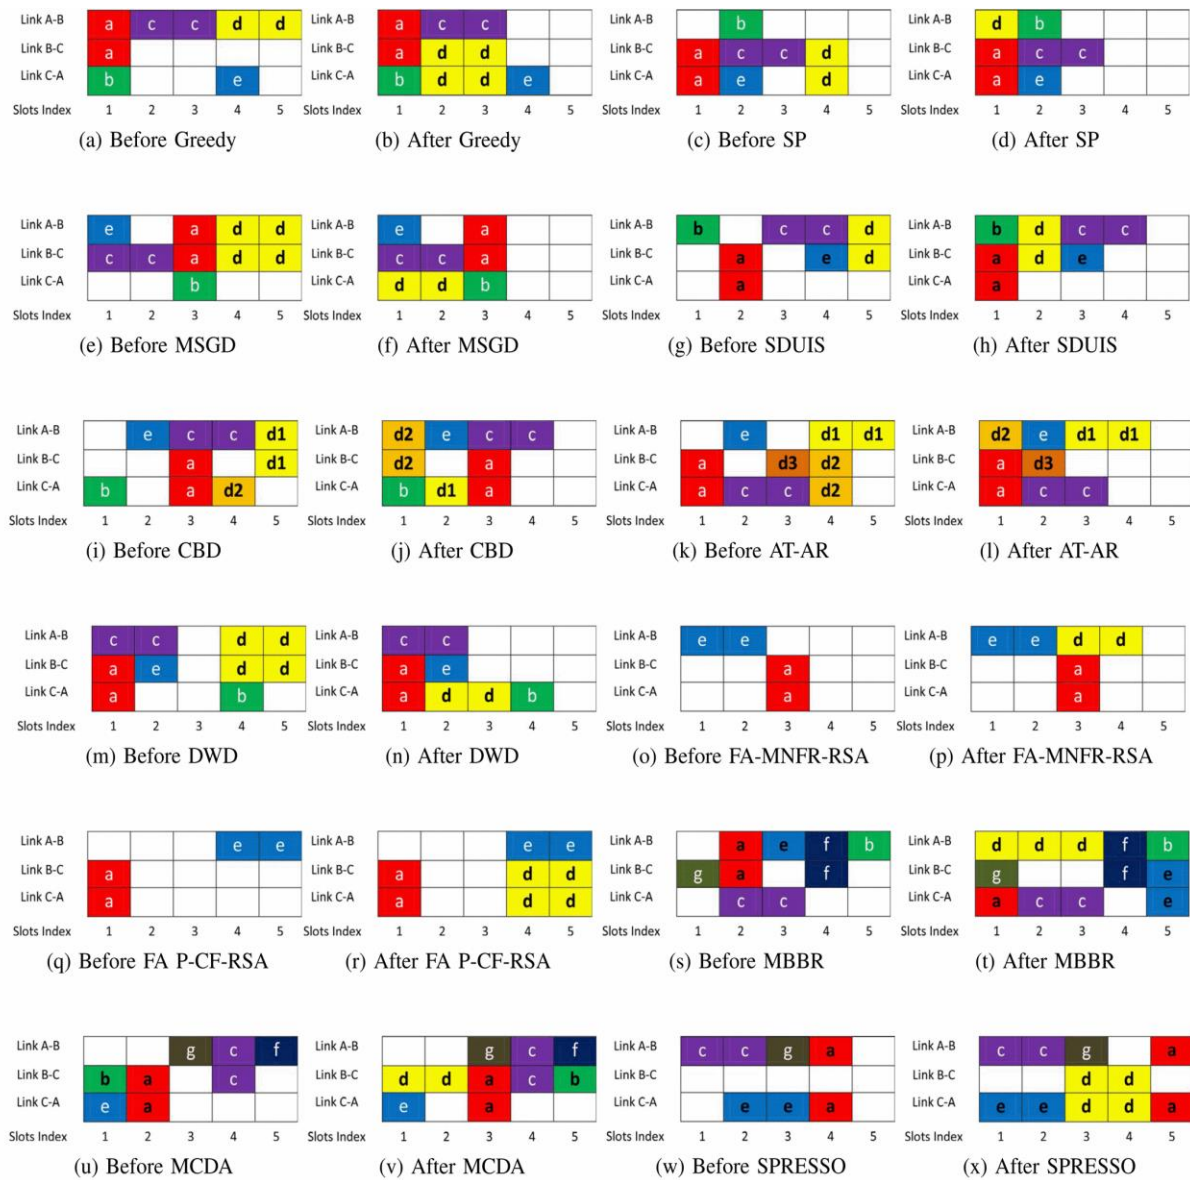 Link A-B a c c d d Link A-B a c c Link A-B b Link A-B d b
Link B-C a Link B-C a d d Link B-C a c c d Link B-C a c c
Link C-A b e Link C-A b d d e Link C-A a e d Link C-A a e
Slots Index 1 2 3 4 5 Slots Index 1 2 3 4 5 Slots Index 1 2 3 4 5 Slots Index 1 2 3 4 5
(a) Before Greedy (b) After Greedy (c) Before SP (d) After SP
Link A-B e a d d Link A-B e a Link A-B b c c d Link A-B b d c c
Link B-C c c a d d Link B-C c c a Link B-C a e d Link B-C a d e
Link C-A b Link C-A d d b Link C-A a Link C-A a
Slots Index 1 2 3 4 5 Slots Index 1 2 3 4 5 Slots Index 1 2 3 4 5 Slots Index 1 2 3 4 5
(e) Before MSGD (f) After MSGD (g) Before SDUIS (h) After SDUIS
Link A-B e c c d1 Link A-B d2 e c c Link A-B e d1 d1 Link A-B d2 e d1 d1
Link B-C a d1 Link B-C d2 a Link B-C a d3 d2 Link B-C a d3
Link C-A b a d2 Link C-A b d1 a Link C-A a c c d2 Link C-A a c c
Slots Index 1 2 3 4 5 Slots Index 1 2 3 4 5 Slots Index 1 2 3 4 5 Slots Index 1 2 3 4 5
(i) Before CBD (j) After CBD (k) Before AT-AR (l) After AT-AR
Link A-B c c d d Link A-B c c Link A-B e e Link A-B e e d d
Link B-C a e d d Link B-C a e Link B-C a Link B-C a
Link C-A a b Link C-A a d d b Link C-A a Link C-A a
Slots Index 1 2 3 4 5 Slots Index 1 2 3 4 5 Slots Index 1 2 3 4 5 Slots Index 1 2 3 4 5
(m) Before DWD (n) After DWD (o) Before FA-MNFR-RSA (p) After FA-MNFR-RSA
Link A-B e e Link A-B e e Link A-B a e f b Link A-B d d d f b
Link B-C a Link B-C a d d Link B-C g a f Link B-C g f e
Link C-A a Link C-A a d d Link C-A c c Link C-A a c c e
Slots Index 1 2 3 4 5 Slots Index 1 2 3 4 5 Slots Index 1 2 3 4 5 Slots Index 1 2 3 4 5
(q) Before FA P-CF-RSA (r) After FA P-CF-RSA (s) Before MBBR (t) After MBBR
Link A-B g c f Link A-B g c f Link A-B c c g a Link A-B c c g a
Link B-C b a c Link B-C d d a c b Link B-C Link B-C d d
Link C-A e a Link C-A e a Link C-A e e a Link C-A e e d d a
Slots Index 1 2 3 4 5 Slots Index 1 2 3 4 5 Slots Index 1 2 3 4 5 Slots Index 1 2 3 4 5
(u) Before MCDA (v) After MCDA (w) Before SPRESSO (x) After SPRESSO